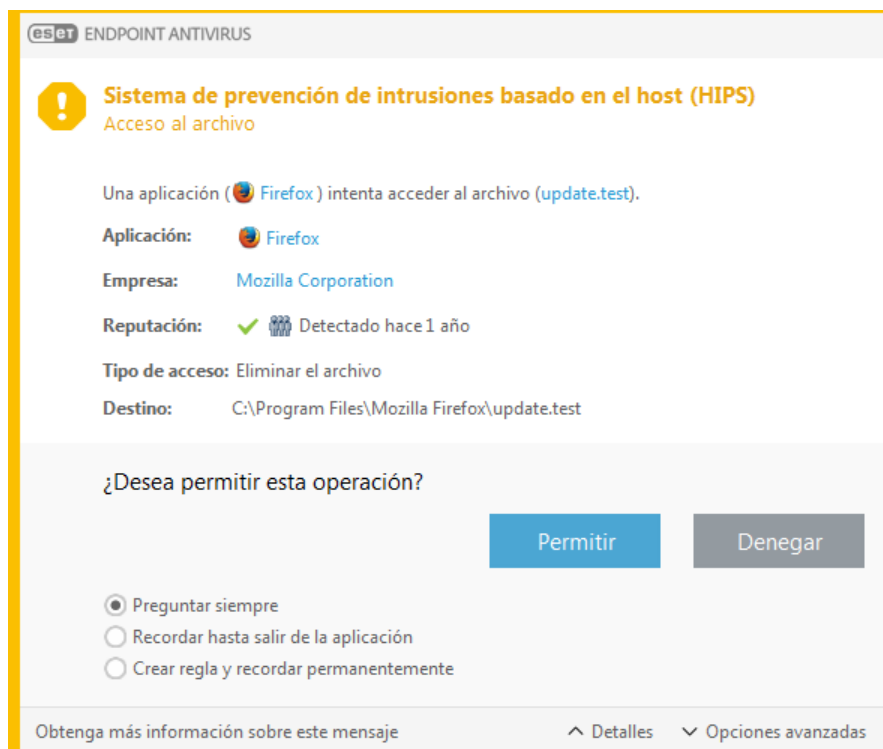 eset ENDPOINT ANTIVIRUS
Sistema de prevención de intrusiones basado en el host (HIPS)
Acceso al archivo
Una aplicación ( Firefox ) intenta acceder al archivo (update.test).
Aplicación: Firefox
Empresa: Mozilla Corporation
Reputación: Detectado hace 1 año
Tipo de acceso: Eliminar el archivo
Destino: C:\Program Files\Mozilla Firefox\update.test
¿Desea permitir esta operación?
Permitir Denegar
Preguntar siempre
Recordar hasta salir de la aplicación
Crear regla y recordar permanentemente
Obtenga más información sobre este mensaje Detalles Opciones avanzadas